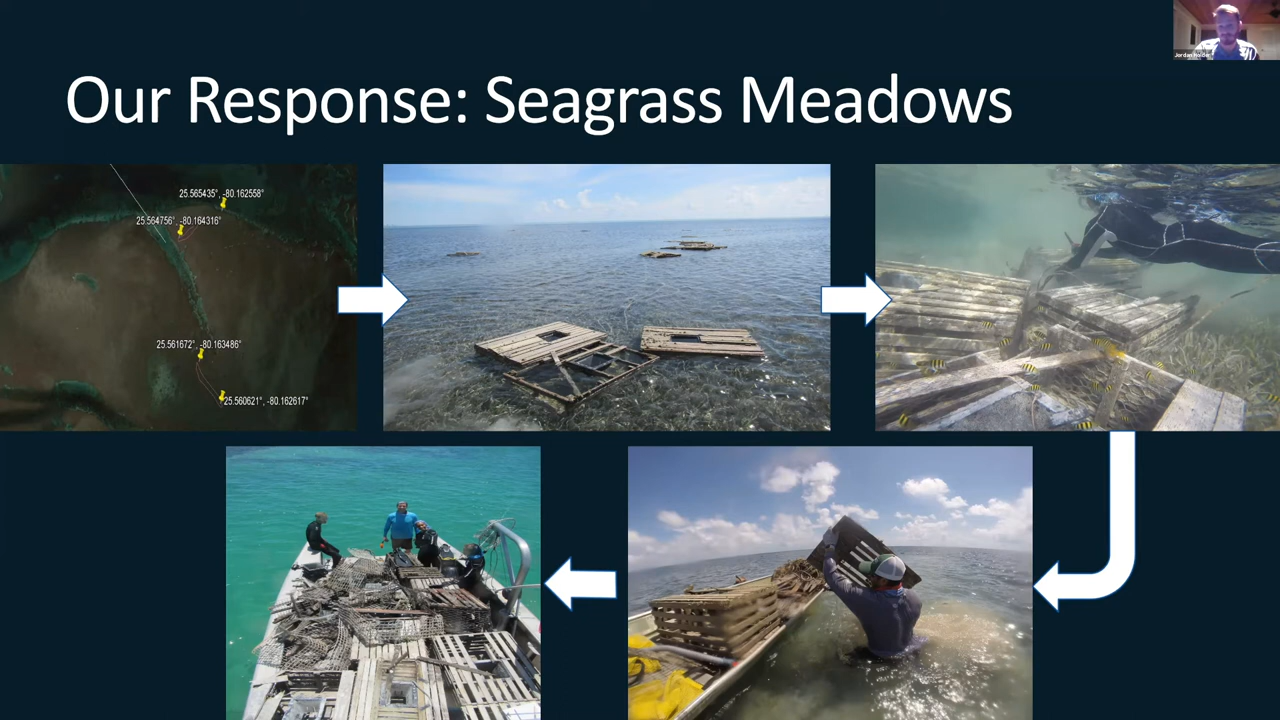 Our Response: Seagrass Meadows
25.565435°, -80.162558°
25.564756°, -80.164316°
25.561672°, -80.163486°
25.560621°, -80.162617°